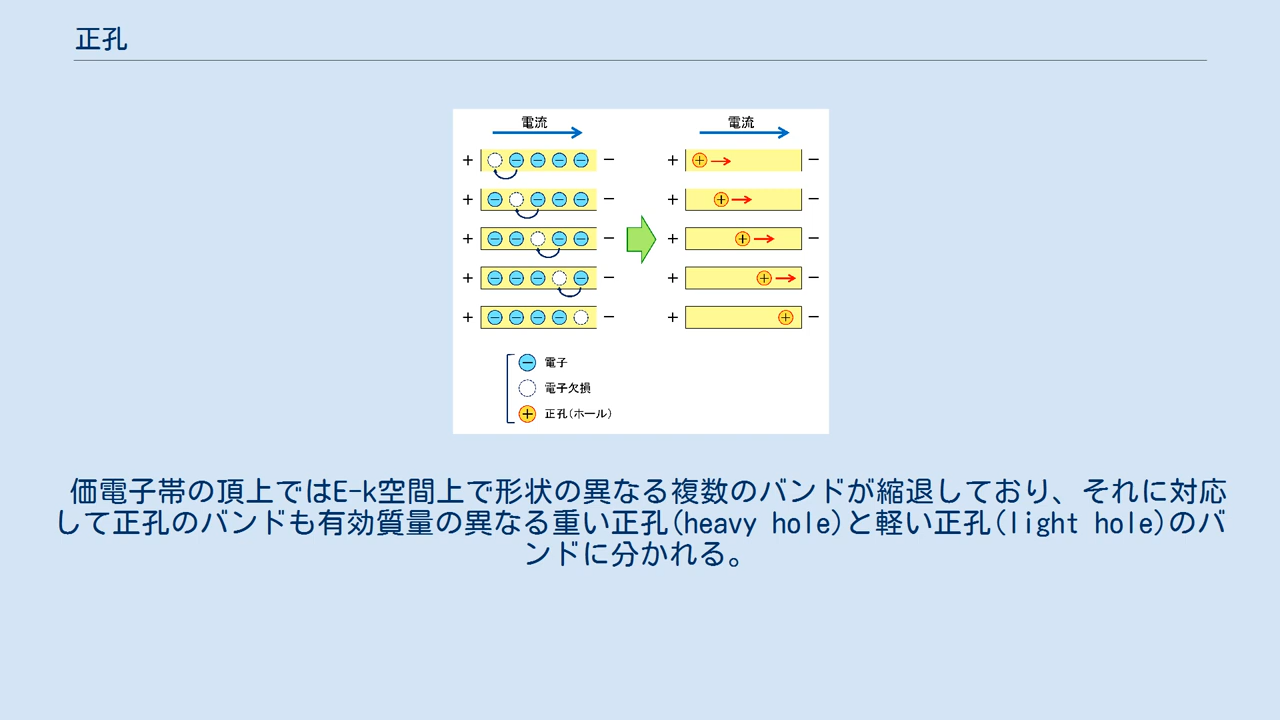 正孔
電流
電流
+ − − − − −
+ −
+ − − − − −
+ −
+ − − − − −
+ −
+ − − − − −
+ −
+ − − − − −
+ −
− 電子
電子欠損
+ 正孔(ホール)
価電子帯の頂上ではE-k空間上で形状の異なる複数のバンドが縮退しており、それに対応
して正孔のバンドも有効質量の異なる重い正孔(heavy hole)と軽い正孔(light hole)のバ
ンドに分かれる。